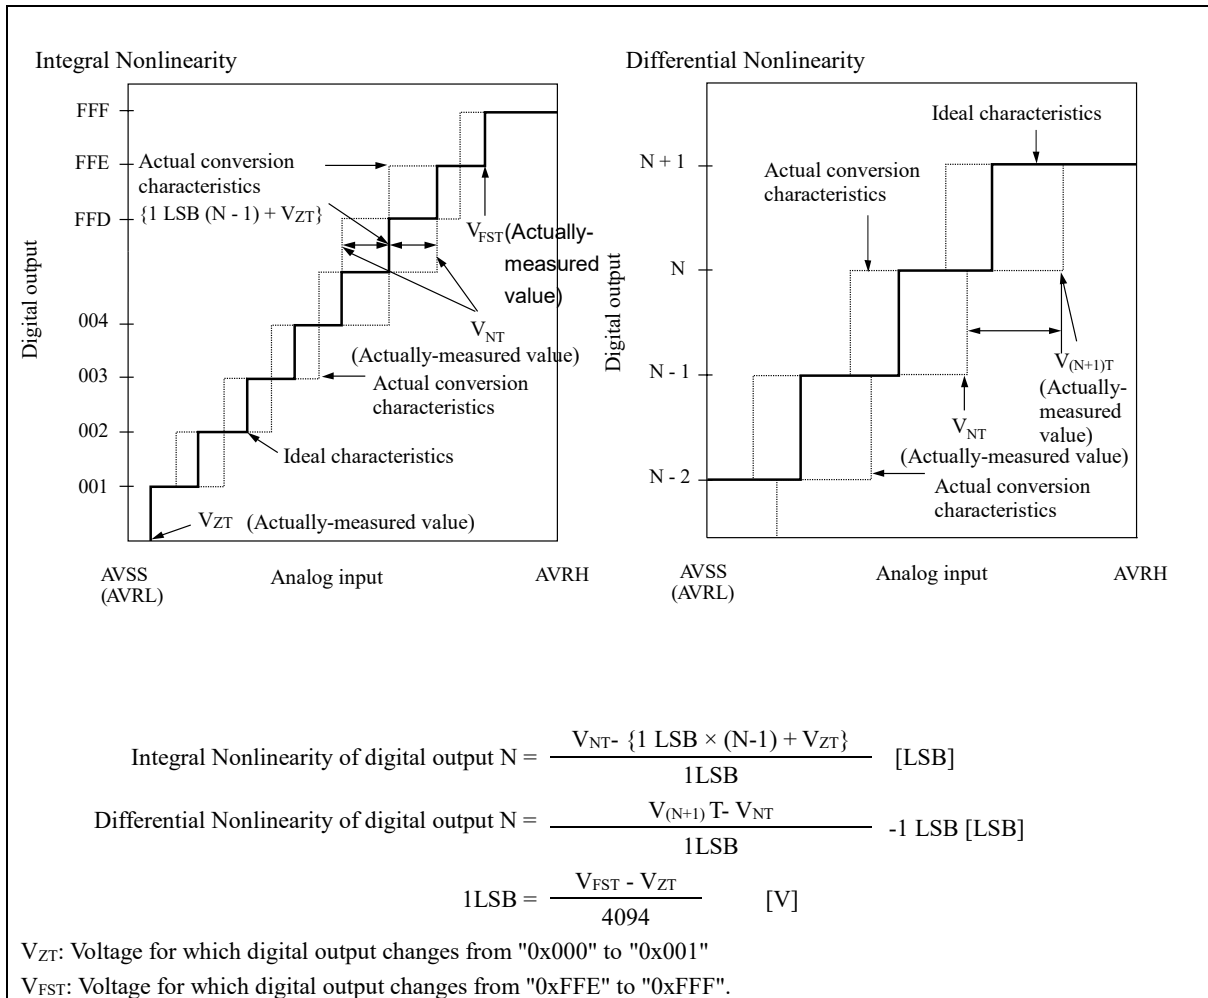 Integral Nonlinearity
FFF
FFE
FFD
004
003
002
001
Digital output
Actual conversion
characteristics
{1 LSB (N - 1) + VZT}
VFST (Actually-
measured
value)
VNT
(Actually-measured value)
Actual conversion
characteristics
Ideal characteristics
VZT (Actually-measured value)
AVSS
(AVRL)
Analog input
AVRH
Differential Nonlinearity
N + 1
N
N - 1
N - 2
Digital output
Ideal characteristics
Actual conversion
characteristics
V(N+1)T
(Actually-
measured
value)
VNT
(Actually-measured value)
Actual conversion
characteristics
AVSS
(AVRL)
Analog input
AVRH
Integral Nonlinearity of digital output N =
VNT- {1 LSB × (N-1) + VZT}
1LSB
[LSB]
Differential Nonlinearity of digital output N =
V(N+1) T- VNT
1LSB
-1 LSB [LSB]
1LSB =
VFST - VZT
4094
[V]
VZT: Voltage for which digital output changes from "0x000" to "0x001"
VFST: Voltage for which digital output changes from "0xFFE" to "0xFFF".